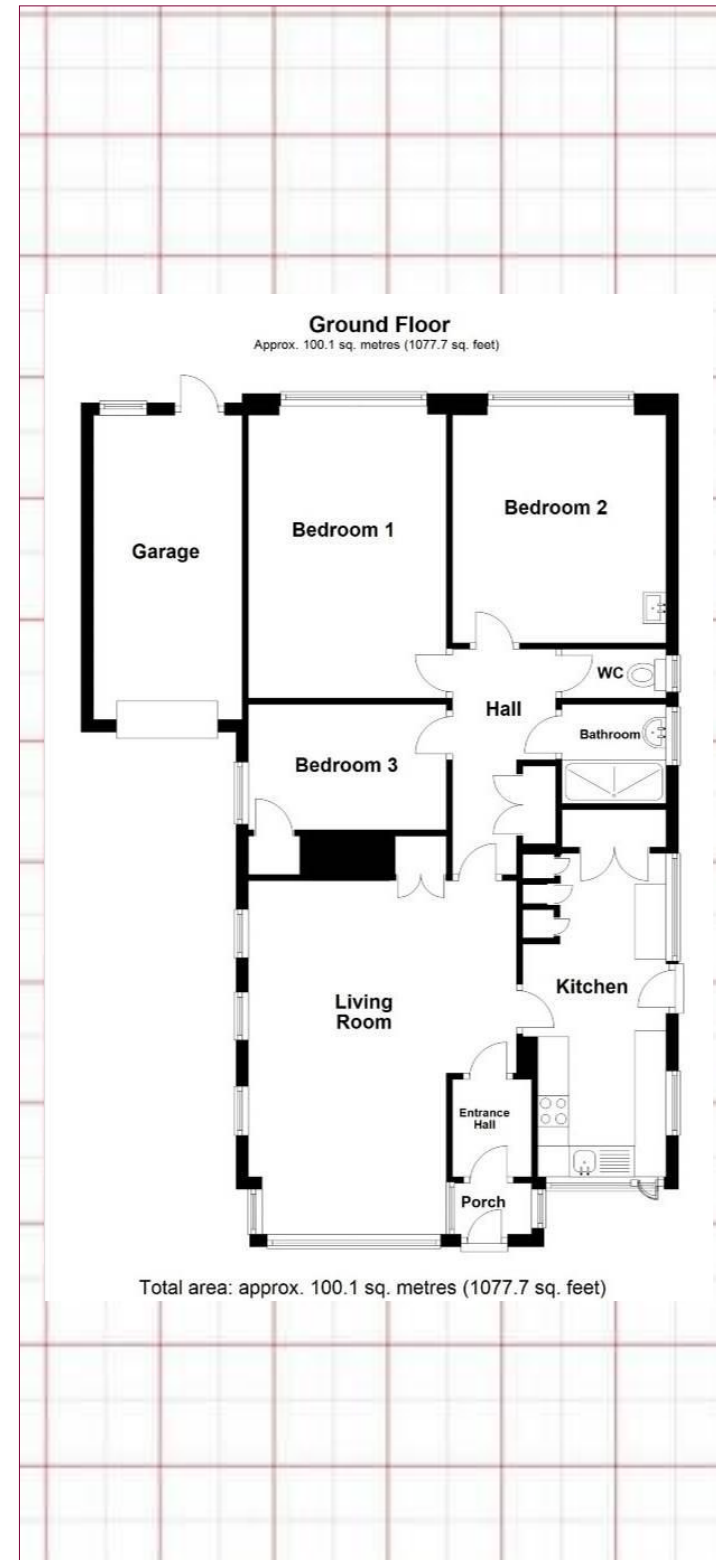 Ground Floor
Approx. 100.1 sq. metres (1077.7 sq. feet)
Bedroom 2
Bedroom 1
Garage
WC
Hall
Bathroom
Bedroom 3
Kitchen
Living
Room
Entrance
Hall
Porch
Total area: approx. 100.1 sq. metres (1077.7 sq. feet)